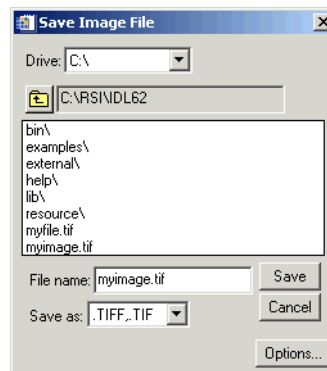 Save Image File
Drive: C:\
C:\RSI\IDL62
bin\
examples\
external\
help\
lib\
resource\
myfile.tif
myimage.tif
File name: myimage.tif
Save
Save as: .TIFF,.TIF
Cancel
Options...